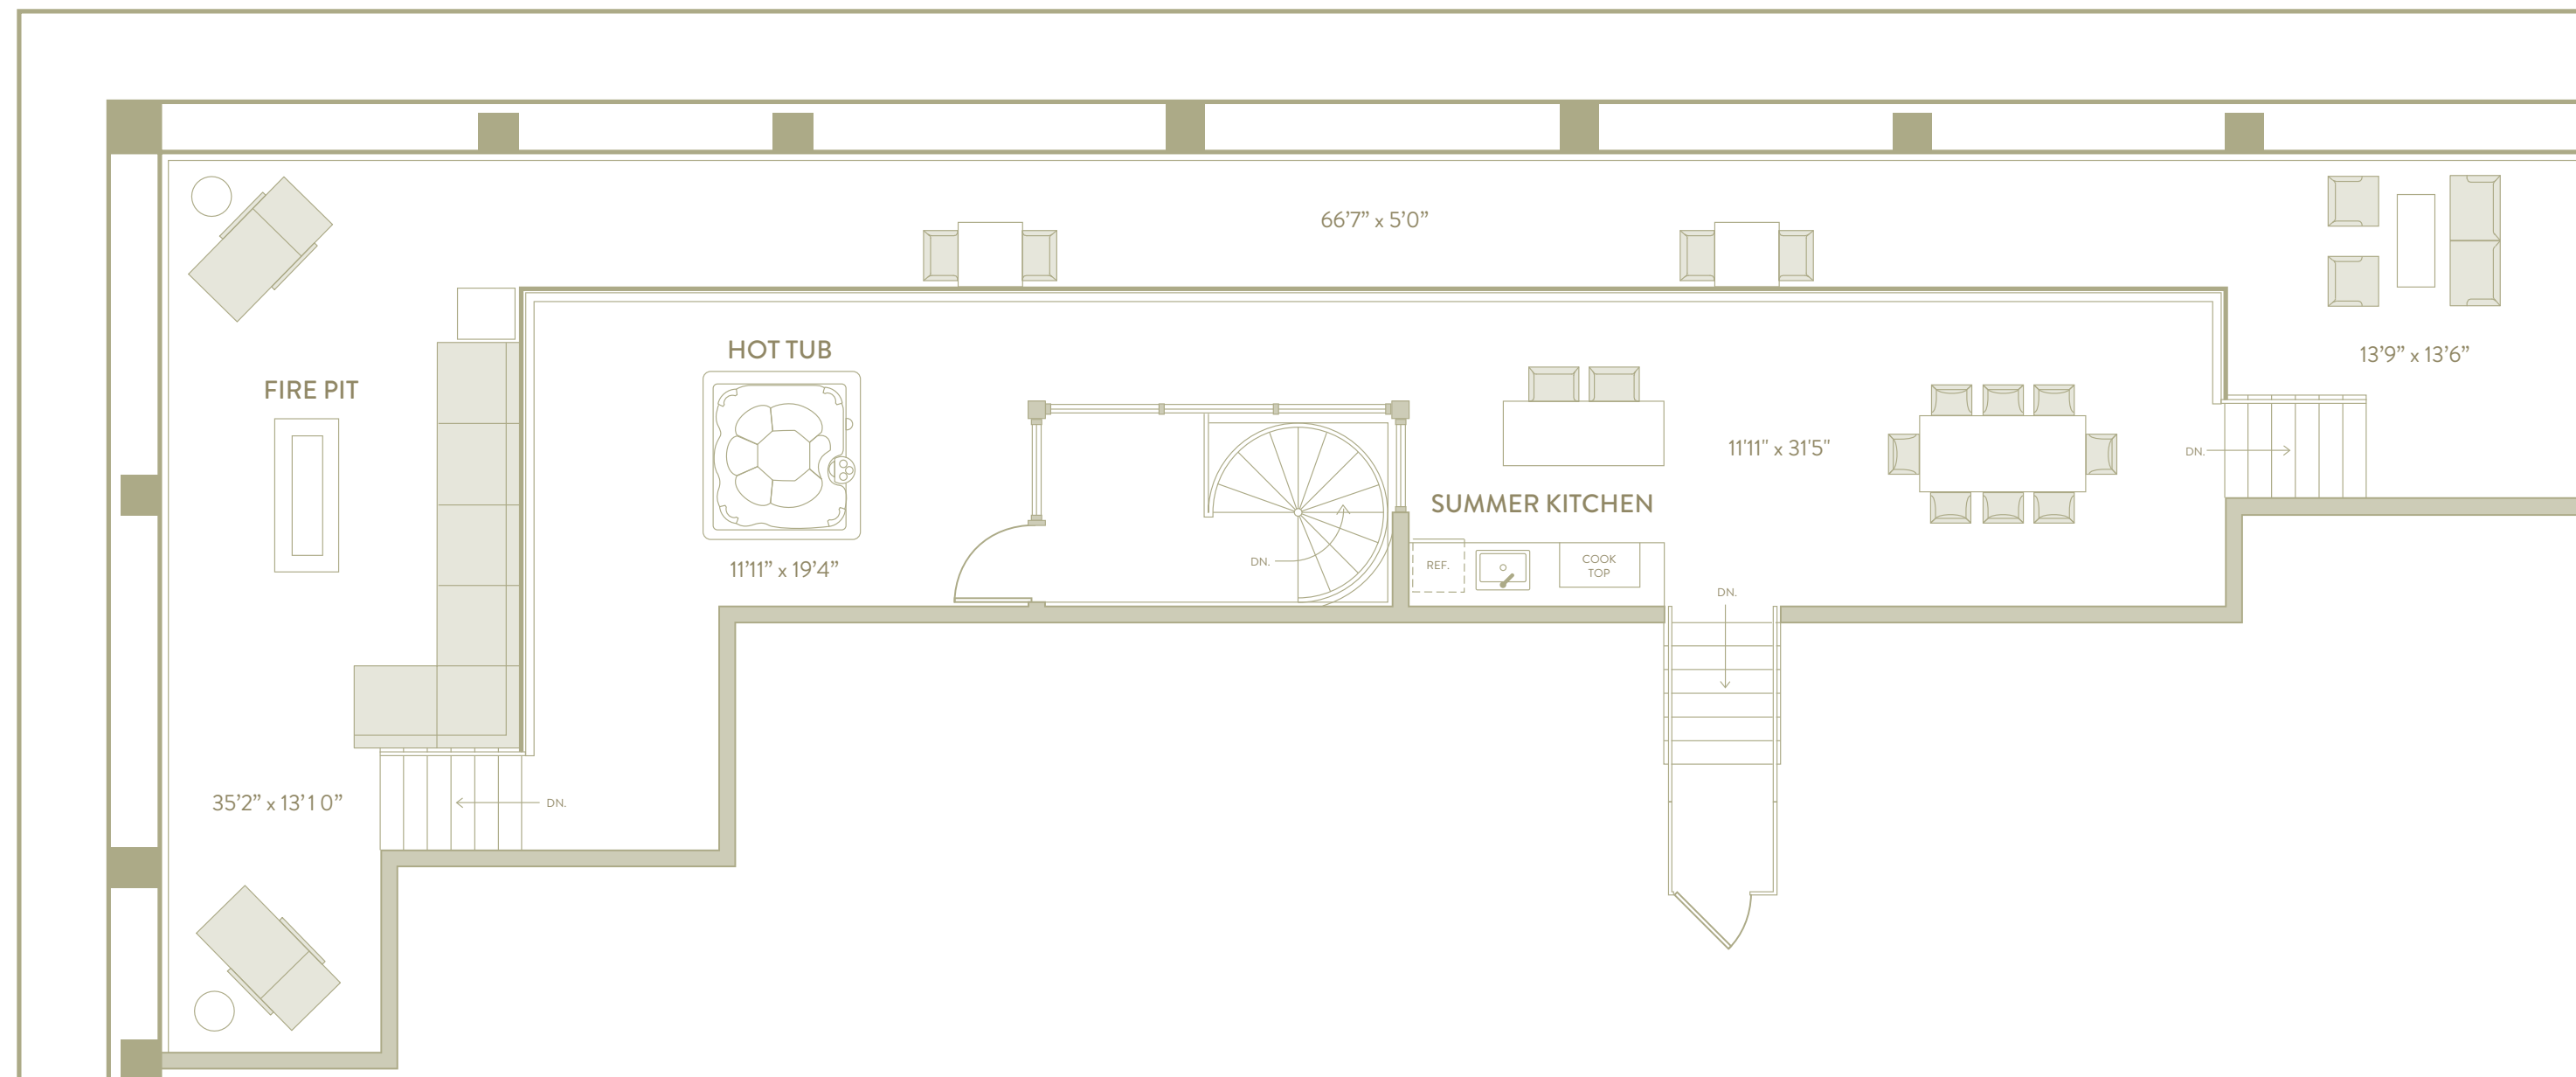 66'7" x 5'0"
HOT TUB
13'9" x 13'6"
FIRE PIT
11'11" x 31'5"
DN.
SUMMER KITCHEN
DN.
REF.
COOK
TOP
11'11" x 19'4"
DN.
35'2" x 13'1 0"
DN.